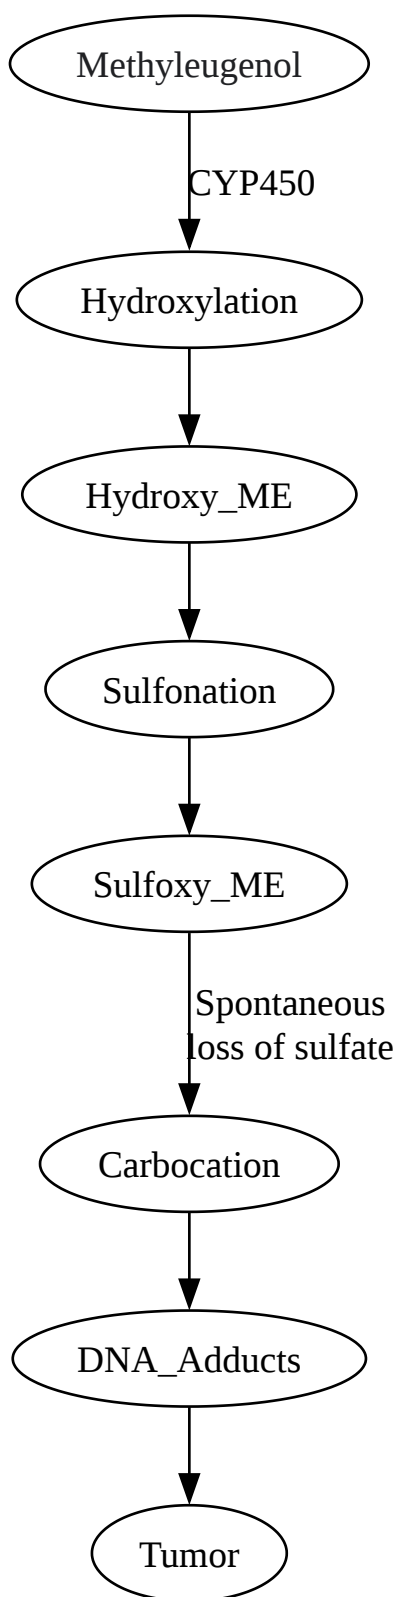 Methyleugenol
CYP450
Hydroxylation
Hydroxy_ME
Sulfonation
Sulfoxy_ME
Spontaneous
loss of sulfate
Carbocation
DNA_Adducts
Tumor